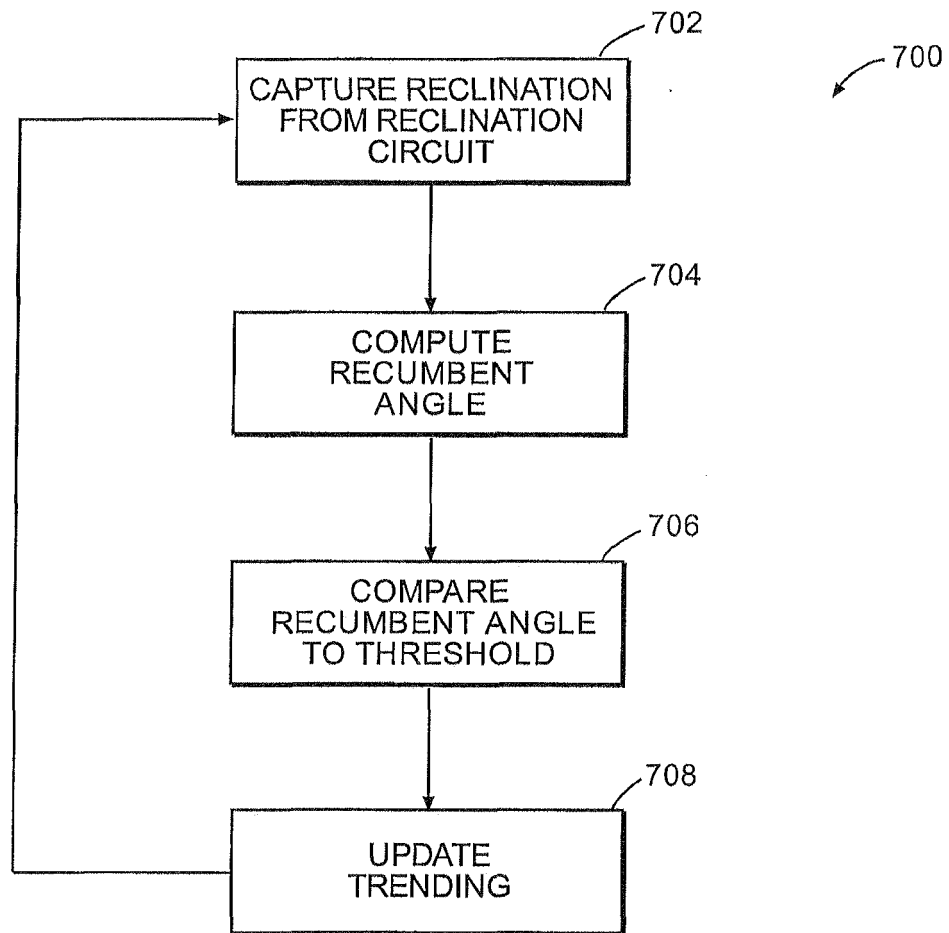 702
700
CAPTURE RECLINATION
FROM RECLINATION
CIRCUIT
704
COMPUTE
RECUMBENT
ANGLE
706
COMPARE
RECUMBENT ANGLE
TO THRESHOLD
708
UPDATE
TRENDING